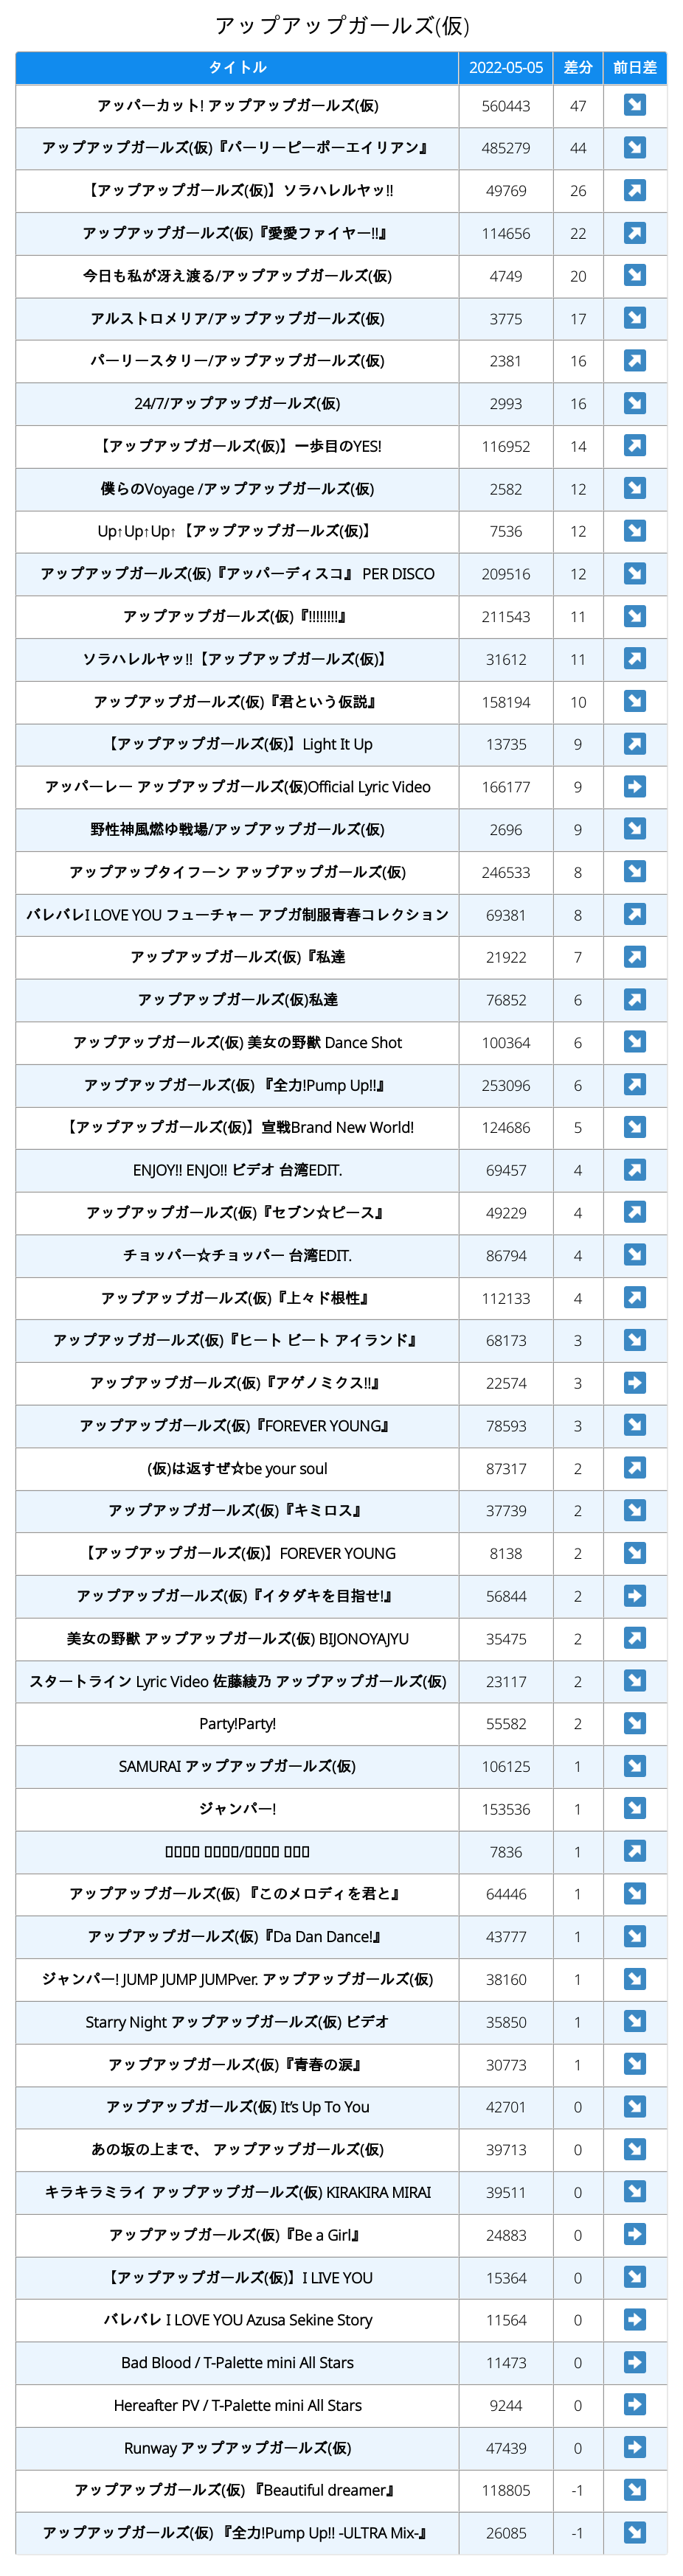 アップアップガールズ(仮)
タイトル 2022-05-05 差分 前日差
アッパーカット! アップアップガールズ(仮) 560443 47
アップアップガールズ(仮)『パーリーピーポーエイリアン』 485279 44
【アップアップガールズ(仮)】ソラハレルヤッ!! 49769 26
アップアップガールズ(仮)『愛愛ファイヤー!!』 114656 22
今日も私が冴え渡る/アップアップガールズ(仮) 4749 20
アルストロメリア/アップアップガールズ(仮) 3775 17
パーリースタリー/アップアップガールズ(仮) 2381 16
24/7/アップアップガールズ(仮) 2993 16
【アップアップガールズ(仮)】一歩目のYES! 116952 14
僕らのVoyage /アップアップガールズ(仮) 2582 12
Up↑Up↑Up↑【アップアップガールズ(仮)】 7536 12
アップアップガールズ(仮)『アッパーディスコ』 PER DISCO 209516 12
アップアップガールズ(仮)『!!!!!!!!』 211543 11
ソラハレルヤッ!!【アップアップガールズ(仮)】 31612 11
アップアップガールズ(仮)『君という仮説』 158194 10
【アップアップガールズ(仮)】Light It Up 13735 9
アッパーレー アップアップガールズ(仮)Official Lyric Video 166177 9
野性神風燃ゆ戦場/アップアップガールズ(仮) 2696 9
アップアップタイフーン アップアップガールズ(仮) 246533 8
バレバレI LOVE YOU フューチャー アプガ制服青春コレクション 69381 8
アップアップガールズ(仮)『私達 21922 7
アップアップガールズ(仮)私達 76852 6
アップアップガールズ(仮) 美女の野獣 Dance Shot 100364 6
アップアップガールズ(仮) 『全力!Pump Up!!』 253096 6
【アップアップガールズ(仮)】宣戦Brand New World! 124686 5
ENJOY!! ENJO!! ビデオ 台湾EDIT. 69457 4
アップアップガールズ(仮)『セブン☆ピース』 49229 4
チョッパー☆チョッパー 台湾EDIT. 86794 4
アップアップガールズ(仮)『上々ド根性』 112133 4
アップアップガールズ(仮)『ヒート ビート アイランド』 68173 3
アップアップガールズ(仮)『アゲノミクス!!』 22574 3
アップアップガールズ(仮)『FOREVER YOUNG』 78593 3
(仮)は返すぜ☆be your soul 87317 2
アップアップガールズ(仮)『キミロス』 37739 2
【アップアップガールズ(仮)】FOREVER YOUNG 8138 2
アップアップガールズ(仮)『イタダキを目指せ!』 56844 2
美女の野獣 アップアップガールズ(仮) BIJONOYAJYU 35475 2
スタートライン Lyric Video 佐藤綾乃 アップアップガールズ(仮) 23117 2
Party!Party! 55582 2
SAMURAI アップアップガールズ(仮) 106125 1
ジャンパー! 153536 1
7836 1
アップアップガールズ(仮) 『このメロディを君と』 64446 1
アップアップガールズ(仮)『Da Dan Dance!』 43777 1
ジャンパー! JUMP JUMP JUMPver. アップアップガールズ(仮) 38160 1
Starry Night アップアップガールズ(仮) ビデオ 35850 1
アップアップガールズ(仮)『青春の涙』 30773 1
アップアップガールズ(仮) It's Up To You 42701 0
あの坂の上まで、 アップアップガールズ(仮) 39713 0
キラキラミライ アップアップガールズ(仮) KIRAKIRA MIRAI 39511 0
アップアップガールズ(仮)『Be a Girl』 24883 0
【アップアップガールズ(仮)】I LIVE YOU 15364 0
バレバレ I LOVE YOU Azusa Sekine Story 11564 0
Bad Blood / T-Palette mini All Stars 11473 0
Hereafter PV / T-Palette mini All Stars 9244 0
Runway アップアップガールズ(仮) 47439 0
アップアップガールズ(仮) 『Beautiful dreamer』 118805 -1
アップアップガールズ(仮) 『全力!Pump Up!! -ULTRA Mix-』 26085 -1